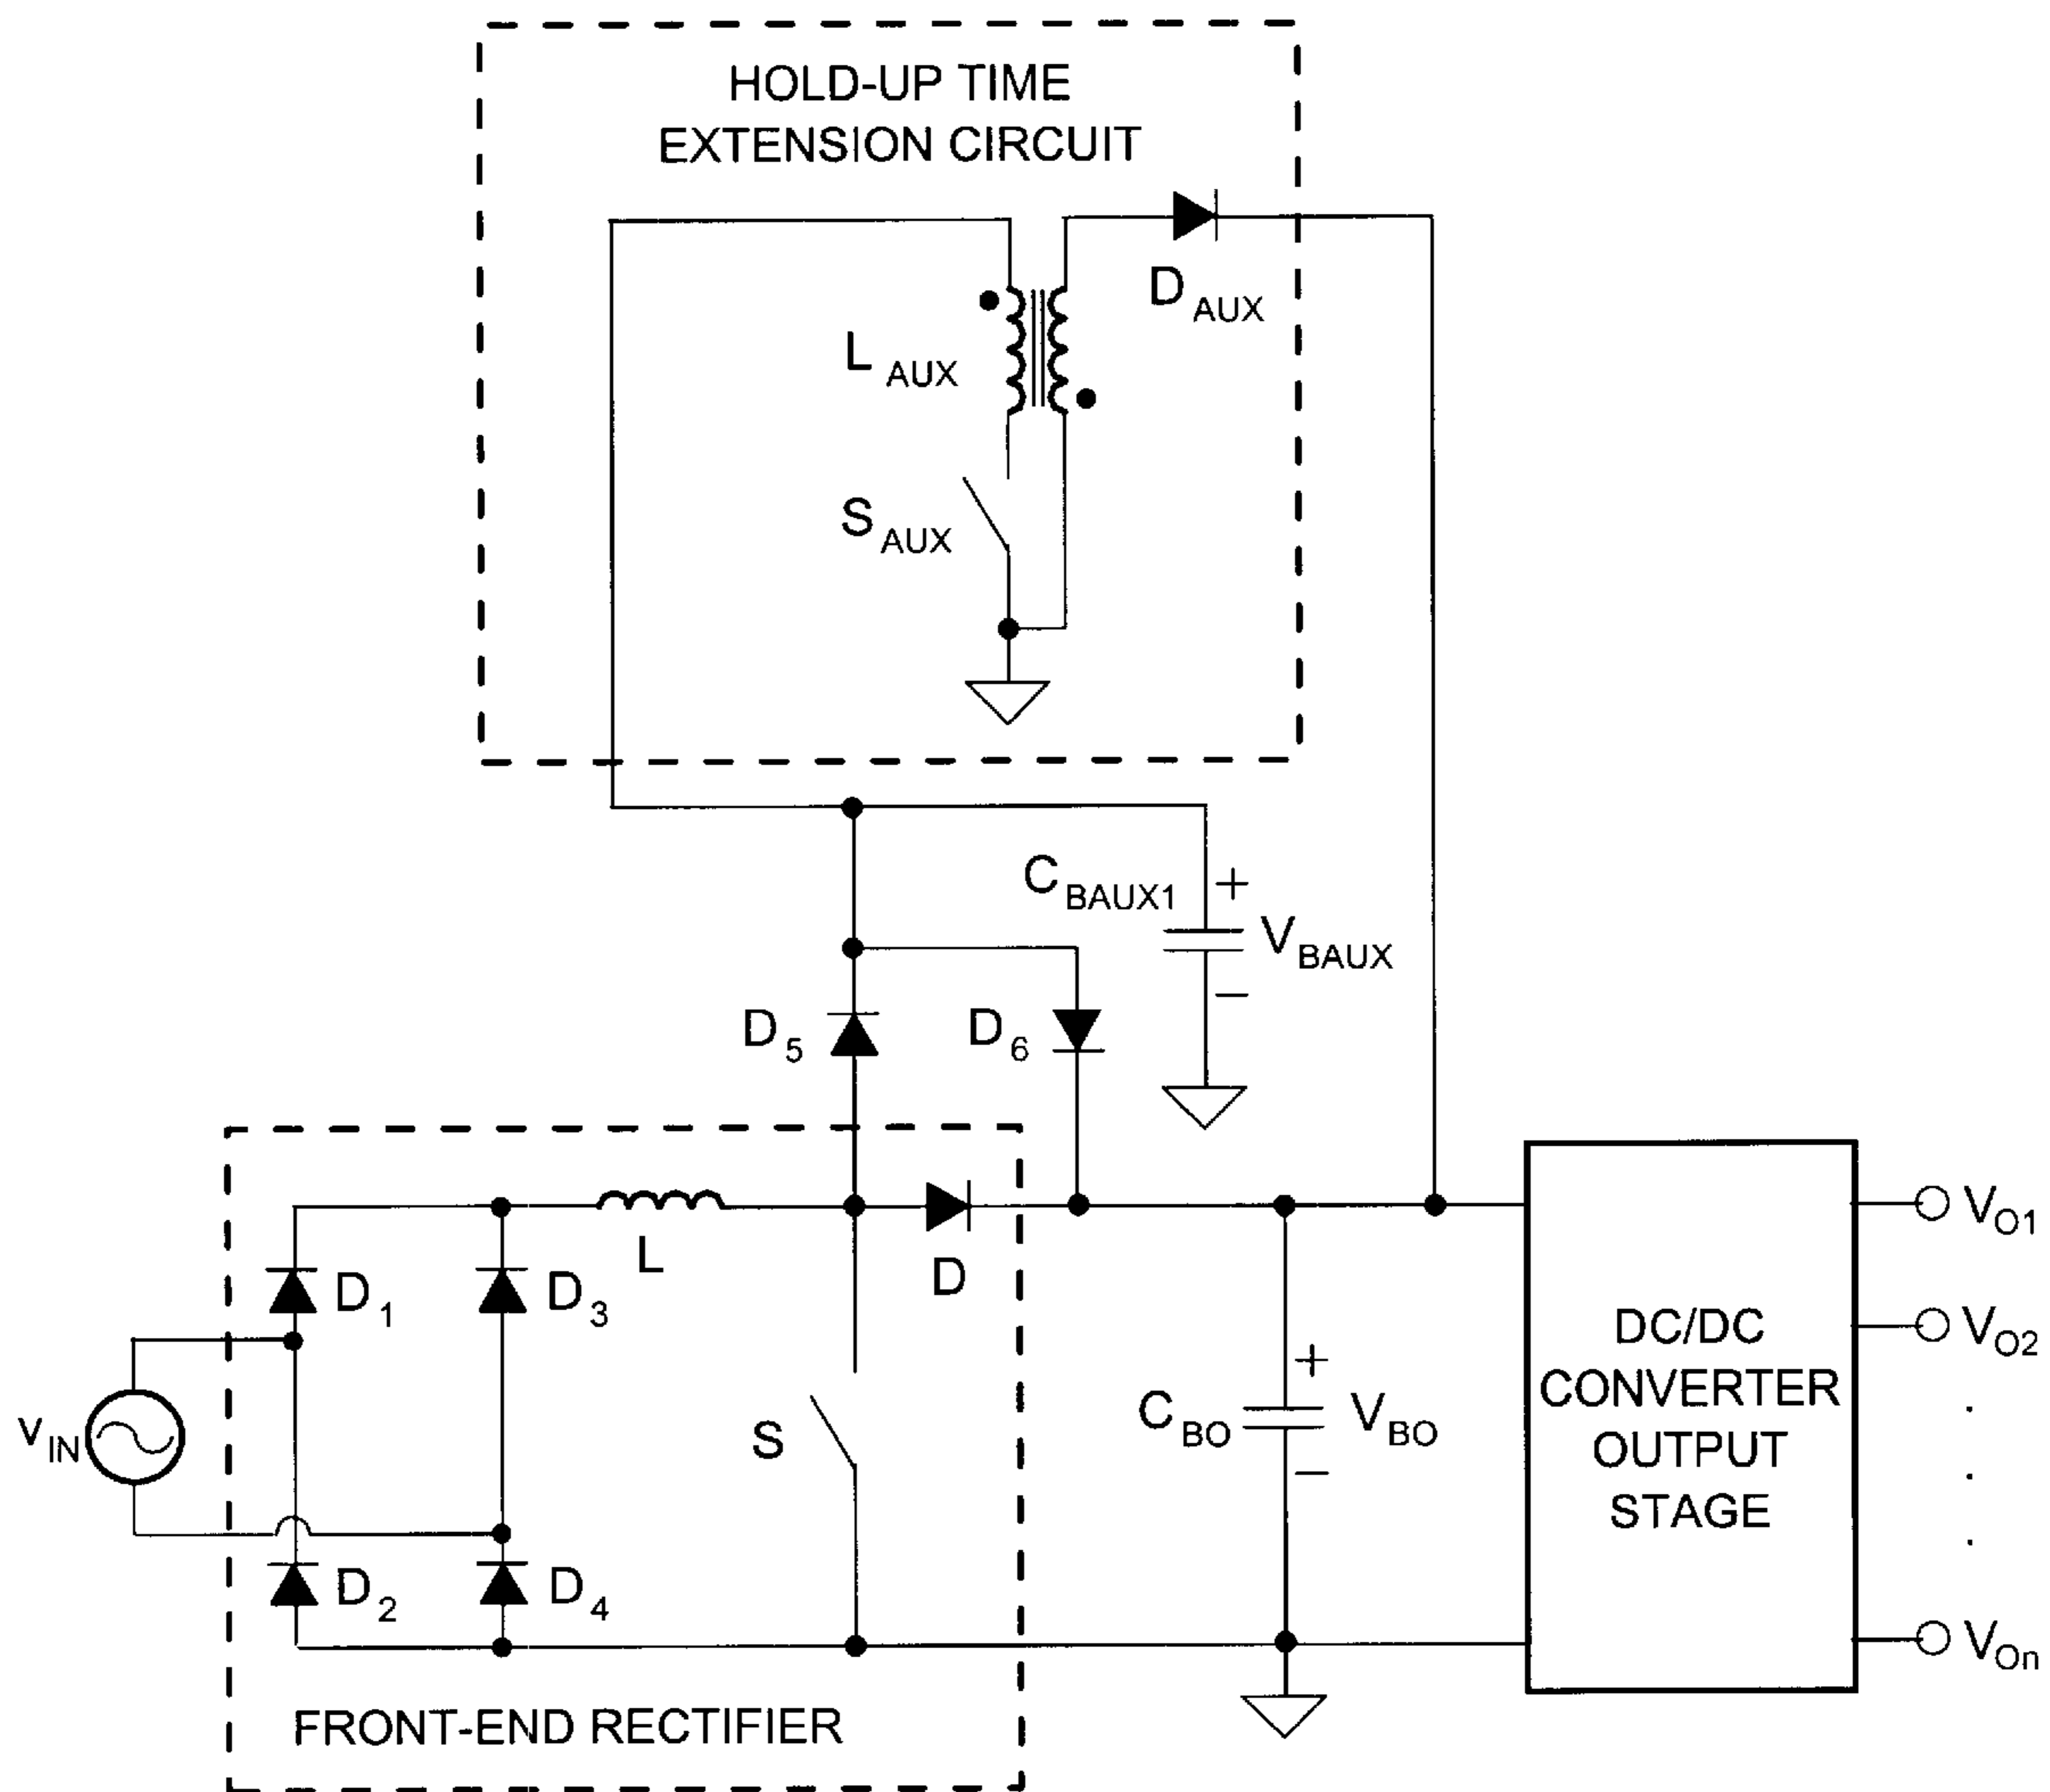 HOLD-UP TIME
EXTENSION CIRCUIT
D AUX
L AUX
S AUX
C BAUX1
+
V BAUX
−
D 5
D 6
L
D
D 1
D 3
V O1
V O2
DC/DC
CONVERTER
OUTPUT
STAGE
v IN
S
C BO
+
V BO
−
D 2
D 4
V On
FRONT-END RECTIFIER